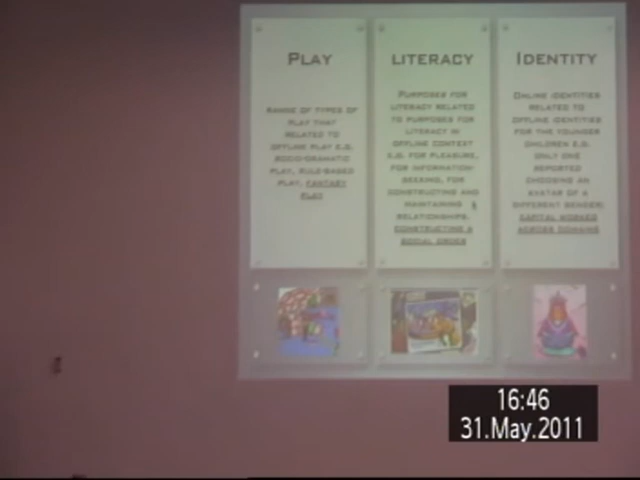 PLAY
RANGE OF TYPES OF
PLAY THAT
RELATED TO
OFFLINE PLAY E.G.
SOCIO-DRAMATIC
PLAY, RULE-BASED
PLAY, FANTASY
PLAY
LITERACY
PURPOSES FOR
LITERACY RELATED
TO PURPOSES FOR
LITERACY IN
OFFLINE CONTEXT
E.G. FOR PLEASURE,
FOR INFORMATION-
SEEKING, FOR
CONSTRUCTING AND
MAINTAINING
RELATIONSHIPS,
CONSTRUCTING A
SOCIAL ORDER
IDENTITY
ONLINE IDENTITIES
RELATED TO
OFFLINE IDENTITIES
FOR THE YOUNGER
CHILDREN E.G.
ONLY ONE
REPORTED
CHOOSING AN
AVATAR OF A
DIFFERENT GENDER;
CAPITAL WORKED
ACROSS DOMAINS
16:46
31.May.2011